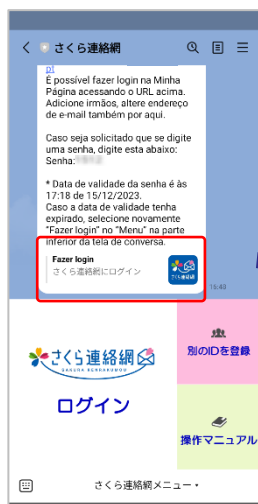 さくら連絡網
pt
É possível fazer login na Minha
Página acessando o URL acima.
Adicione irmãos, altere endereço
de e-mail também por aqui.
Caso seja solicitado que se digite
uma senha, digite esta abaixo:
Senha:
* Data de validade da senha é às
17:18 de 15/12/2023.
Caso a data de validade tenha
expirado, selecione novamente
"Fazer login" no "Menu" na parte
inferior da tela de conversa.
Fazer login
さくら連絡網にログイン
さくら連絡網
15:40
さくら連絡網
SAKURA RENRAKUMOU
ログイン
別のIDを登録
操作マニュアル
さくら連絡網メニュー